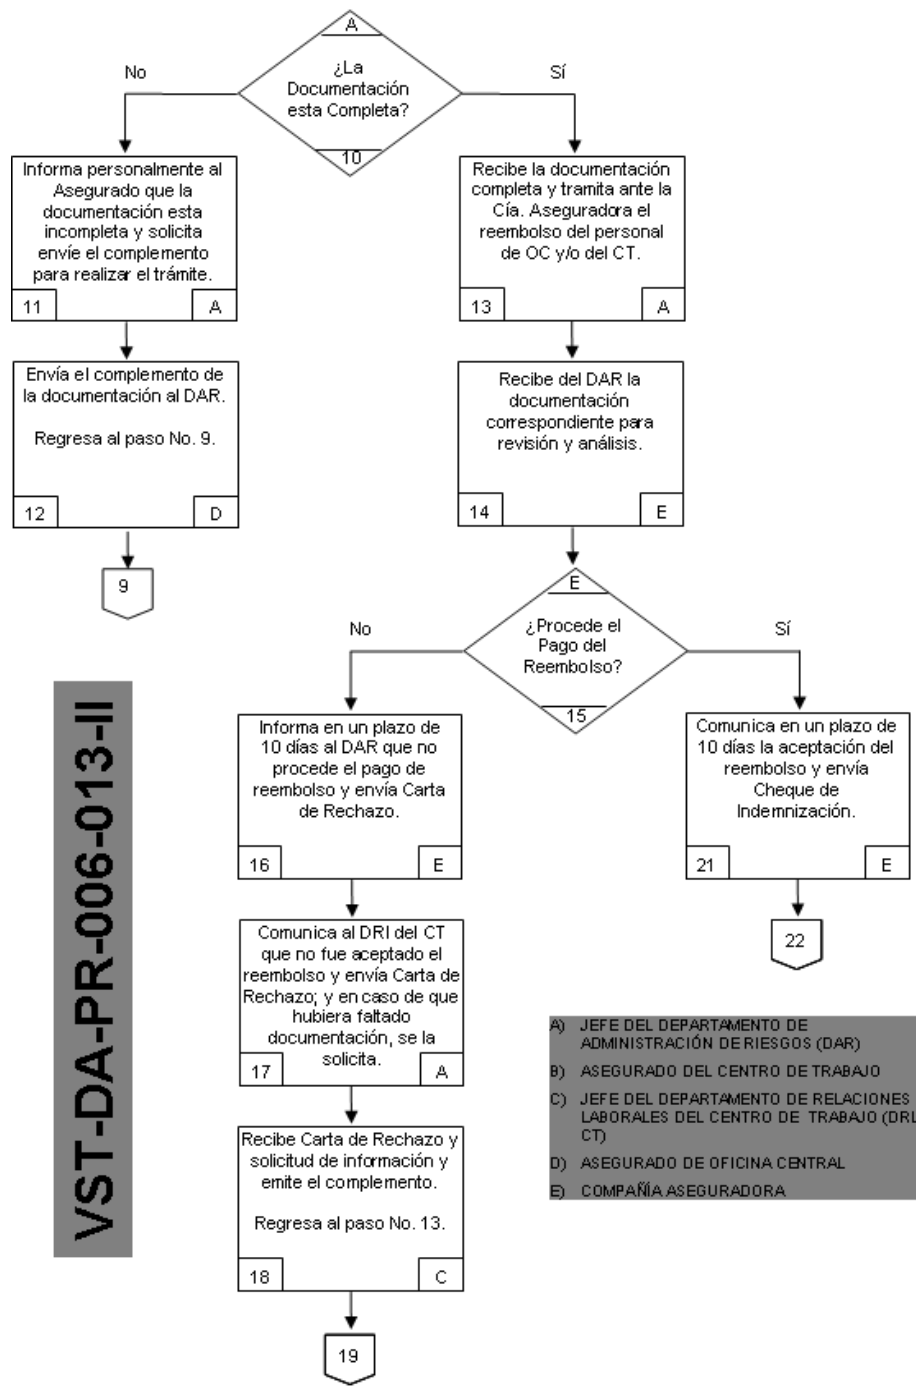 A
¿La
Documentación
esta Completa?
10
No
Sí
Informa personalmente al
Asegurado que la
documentación esta
incompleta y solicita
envíe el complemento
para realizar el trámite.
11
A
Recibe la documentación
completa y tramita ante la
Cía. Aseguradora el
reembolso del personal
de OC y/o del CT.
13
A
Envía el complemento de
la documentación al DAR.
Regresa al paso No. 9.
12
D
Recibe del DAR la
documentación
correspondiente para
revisión y análisis.
14
E
9
E
¿Procede el
Pago del
Reembolso?
15
No
Sí
Informa en un plazo de
10 días al DAR que no
procede el pago de
reembolso y envía Carta
de Rechazo.
16
E
Comunica en un plazo de
10 días la aceptación del
reembolso y envía
Cheque de
Indemnización.
21
E
22
Comunica al DRI del CT
que no fue aceptado el
reembolso y envía Carta de
Rechazo; y en caso de que
hubiera faltado
documentación, se la
solicita.
17
A
Recibe Carta de Rechazo y
solicitud de información y
emite el complemento.
Regresa al paso No. 13.
18
C
19
VST-DA-PR-006-013-II
A) JEFE DEL DEPARTAMENTO DE
ADMINISTRACIÓN DE RIESGOS (DAR)
B) ASEGURADO DEL CENTRO DE TRABAJO
C) JEFE DEL DEPARTAMENTO DE RELACIONES
LABORALES DEL CENTRO DE TRABAJO (DRL
CT)
D) ASEGURADO DE OFICINA CENTRAL
E) COMPAÑÍA ASEGURADORA